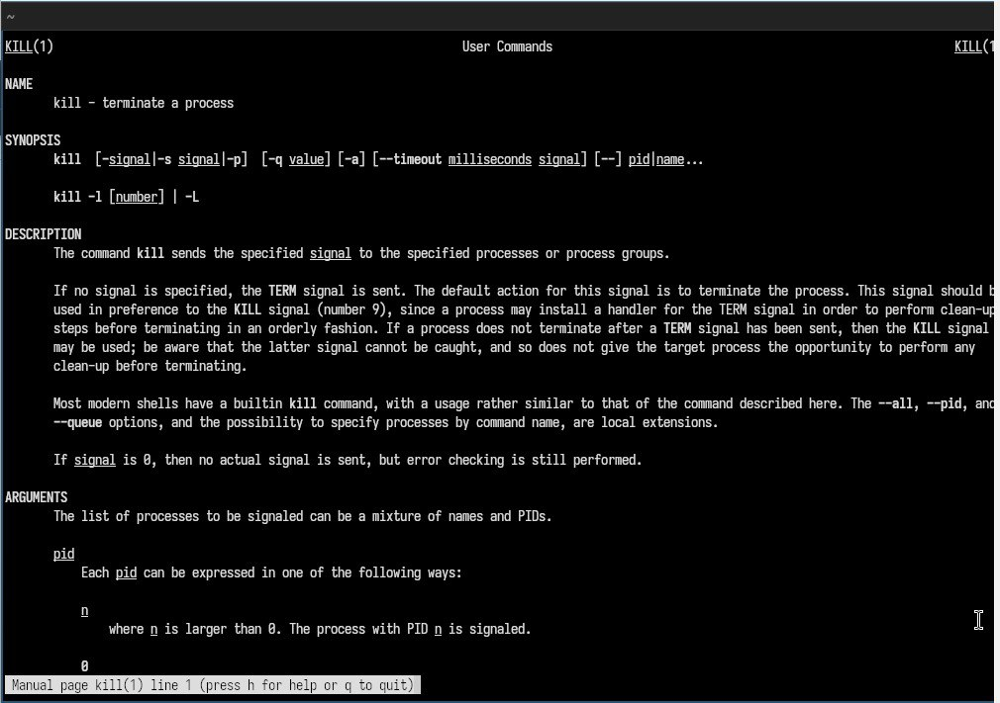 ~
KILL(1) User Commands KILL(1
NAME
kill - terminate a process
SYNOPSIS
kill [-signal|-s signal|-p] [-q value] [-a] [--timeout milliseconds signal] [--] pid|name...
kill -l [number] | -L
DESCRIPTION
The command kill sends the specified signal to the specified processes or process groups.
If no signal is specified, the TERM signal is sent. The default action for this signal is to terminate the process. This signal should b
used in preference to the KILL signal (number 9), since a process may install a handler for the TERM signal in order to perform clean-up
steps before terminating in an orderly fashion. If a process does not terminate after a TERM signal has been sent, then the KILL signal
may be used; be aware that the latter signal cannot be caught, and so does not give the target process the opportunity to perform any
clean-up before terminating.
Most modern shells have a builtin kill command, with a usage rather similar to that of the command described here. The --all, --pid, and
--queue options, and the possibility to specify processes by command name, are local extensions.
If signal is 0, then no actual signal is sent, but error checking is still performed.
ARGUMENTS
The list of processes to be signaled can be a mixture of names and PIDs.
pid
Each pid can be expressed in one of the following ways:
n
where n is larger than 0. The process with PID n is signaled.
0
Manual page kill(1) line 1 (press h for help or q to quit)